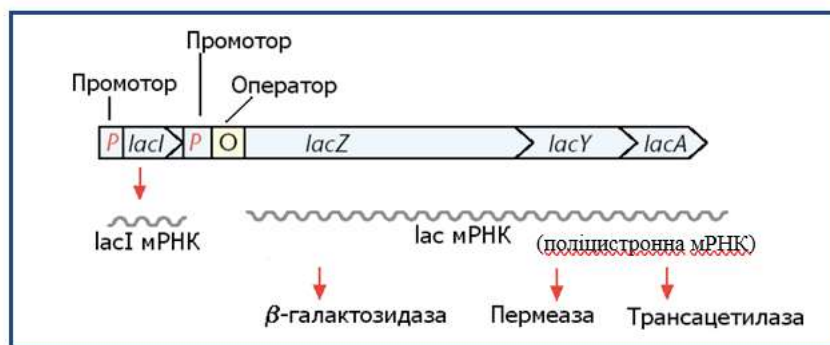 Промотор
Промотор
Оператор
P lacI P O lacZ lacY lacA
lacI мРНК
lac мРНК
(поліцистронна мРНК)
β-галактозидаза Пермеаза Трансацетилаза